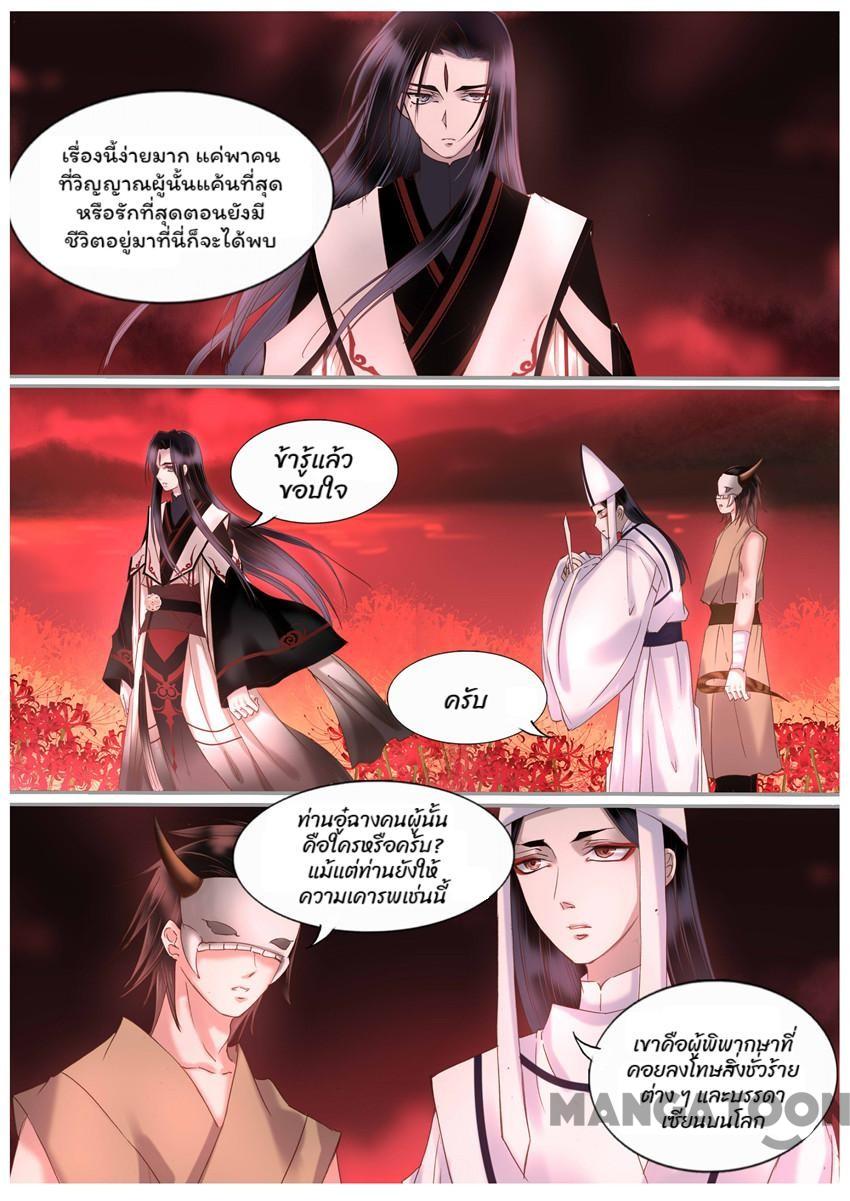 เรื่องนี้ง่ายมาก แค่พาคน
ที่วิญญาณผู้นั้นแค้นที่สุด
หรือรักที่สุดตอนยังมี
ชีวิตอยู่มาที่นี่ก็จะได้พบ
ข้ารู้แล้ว
ขอบใจ
ครับ
ท่านอู๋ฉางคนผู้นั้น
คือใครหรือครับ?
แม้แต่ท่านยังให้
ความเคารพเช่นนี้
เขาคือผู้พิพากษาที่
คอยลงโทษสิ่งชั่วร้าย
ต่าง ๆ และบรรดา
เซียนบนโลก
MANGATOON